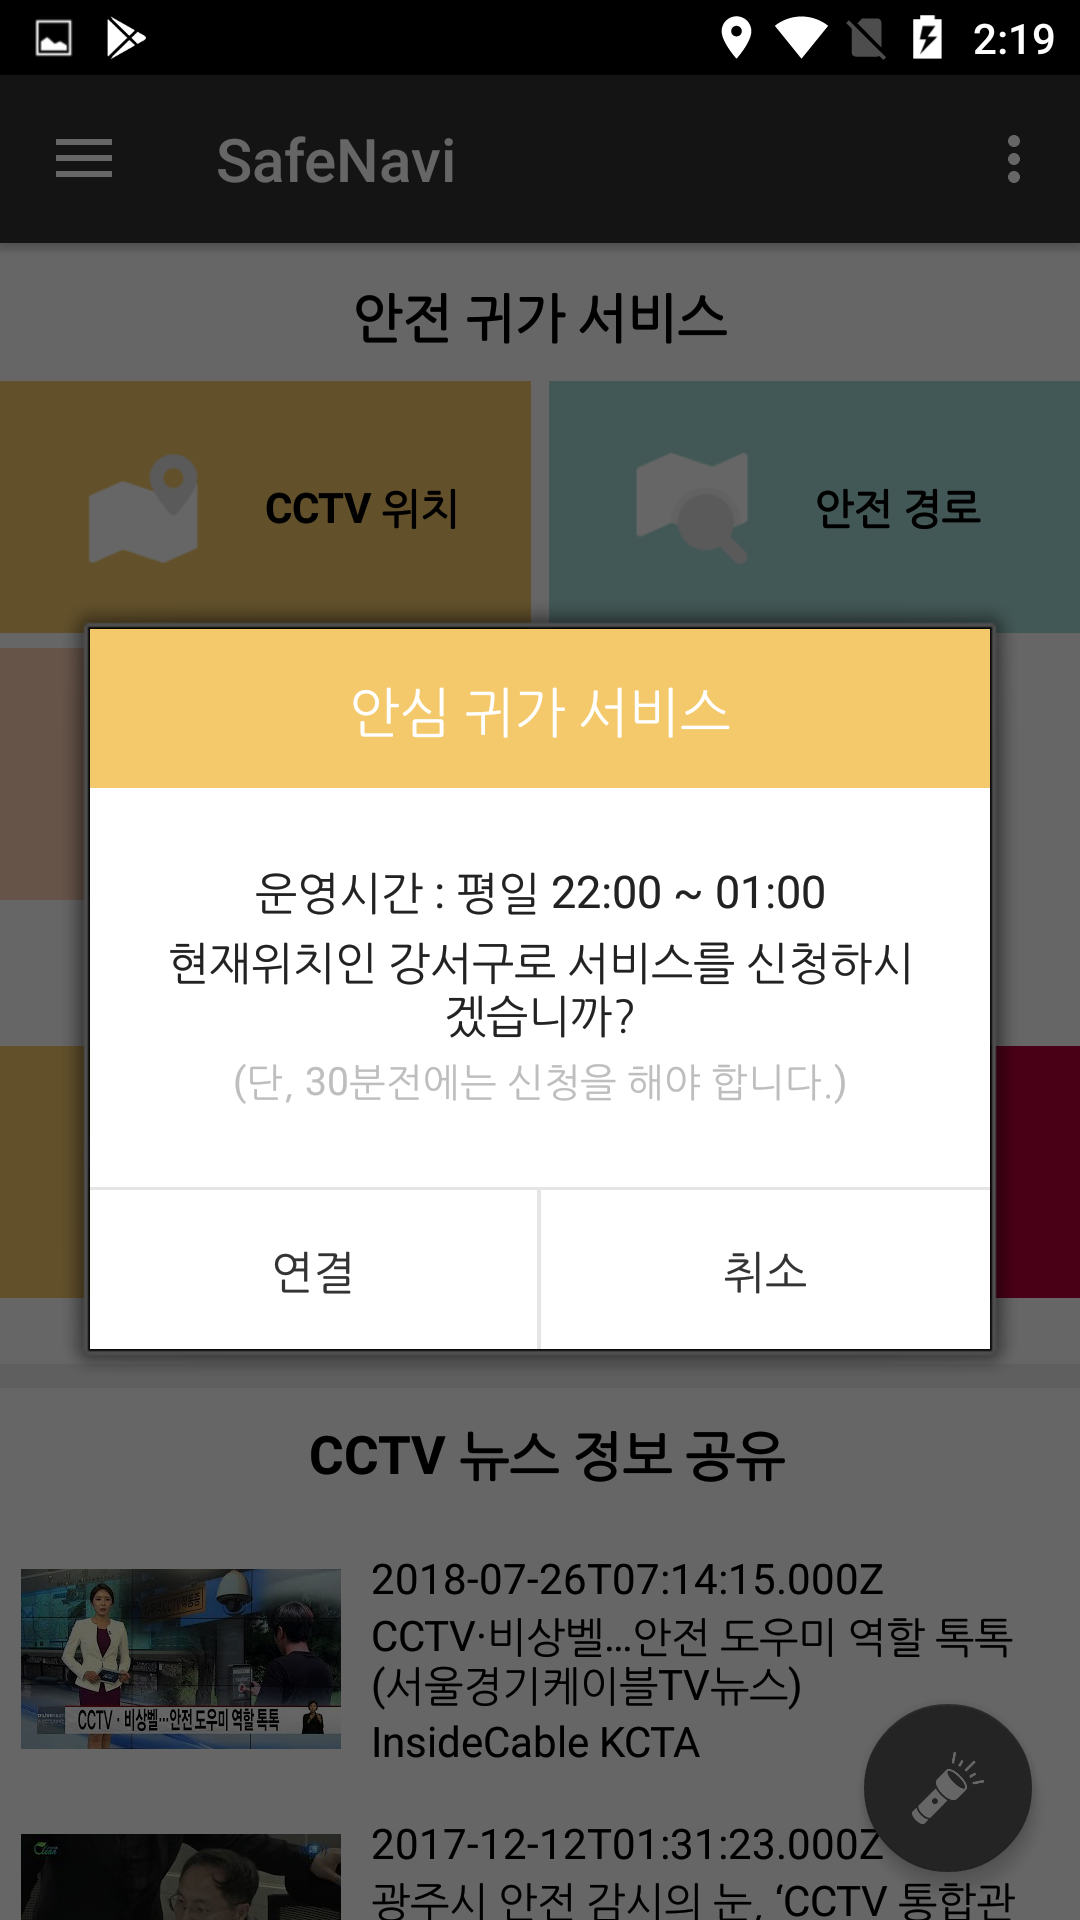 2:19
SafeNavi
안전 귀가 서비스
CCTV 위치
안전 경로
안심 귀가 서비스
운영시간 : 평일 22:00 ~ 01:00
현재위치인 강서구로 서비스를 신청하시
겠습니까?
(단, 30분전에는 신청을 해야 합니다.)
연결
취소
CCTV 뉴스 정보 공유
2018-07-26T07:14:15.000Z
CCTV·비상벨...안전 도우미 역할 톡톡
(서울경기케이블TV뉴스)
InsideCable KCTA
CCTV · 비상벨…안전 도우미 역할 톡톡
2017-12-12T01:31:23.000Z
광주시 안전 감시의 눈, ‘CCTV 통합관